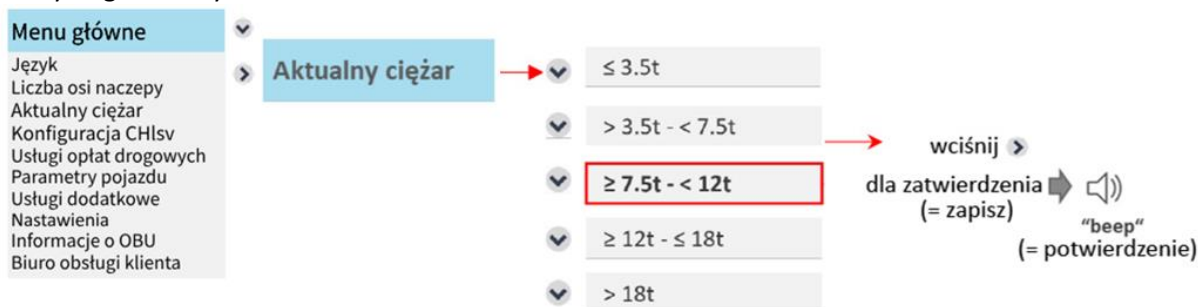 Menu główne
Język
Liczba osi naczepy
Aktualny ciężar
Konfiguracja CHlsv
Usługi opłat drogowych
Parametry pojazdu
Usługi dodatkowe
Nastawienia
Informacje o OBU
Biuro obsługi klienta
Aktualny ciężar
≤ 3.5t
> 3.5t - < 7.5t
≥ 7.5t - < 12t
≥ 12t - ≤ 18t
> 18t
wciśnij
dla zatwierdzenia
(= zapisz)
"beep"
(= potwierdzenie)